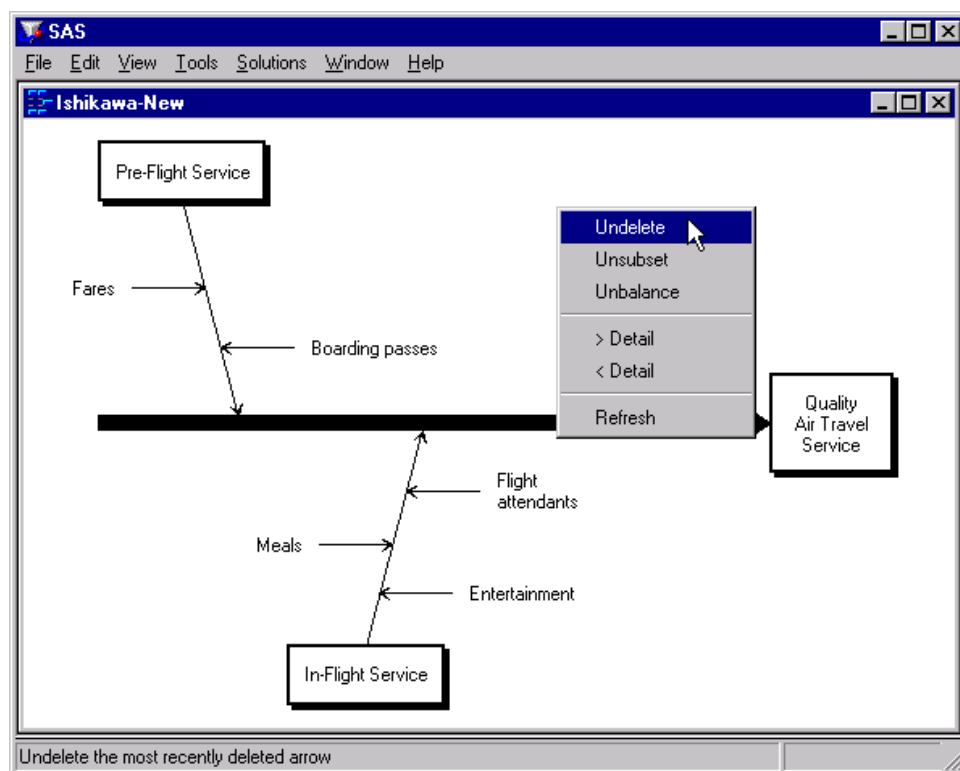 SAS
File Edit View Tools Solutions Window Help
Ishikawa-New
Pre-Flight Service
Undelete
Unsubset
Fares
Unbalance
> Detail
Boarding passes
< Detail
Refresh
Quality
Air Travel
Service
Flight
attendants
Meals
Entertainment
In-Flight Service
Undelete the most recently deleted arrow